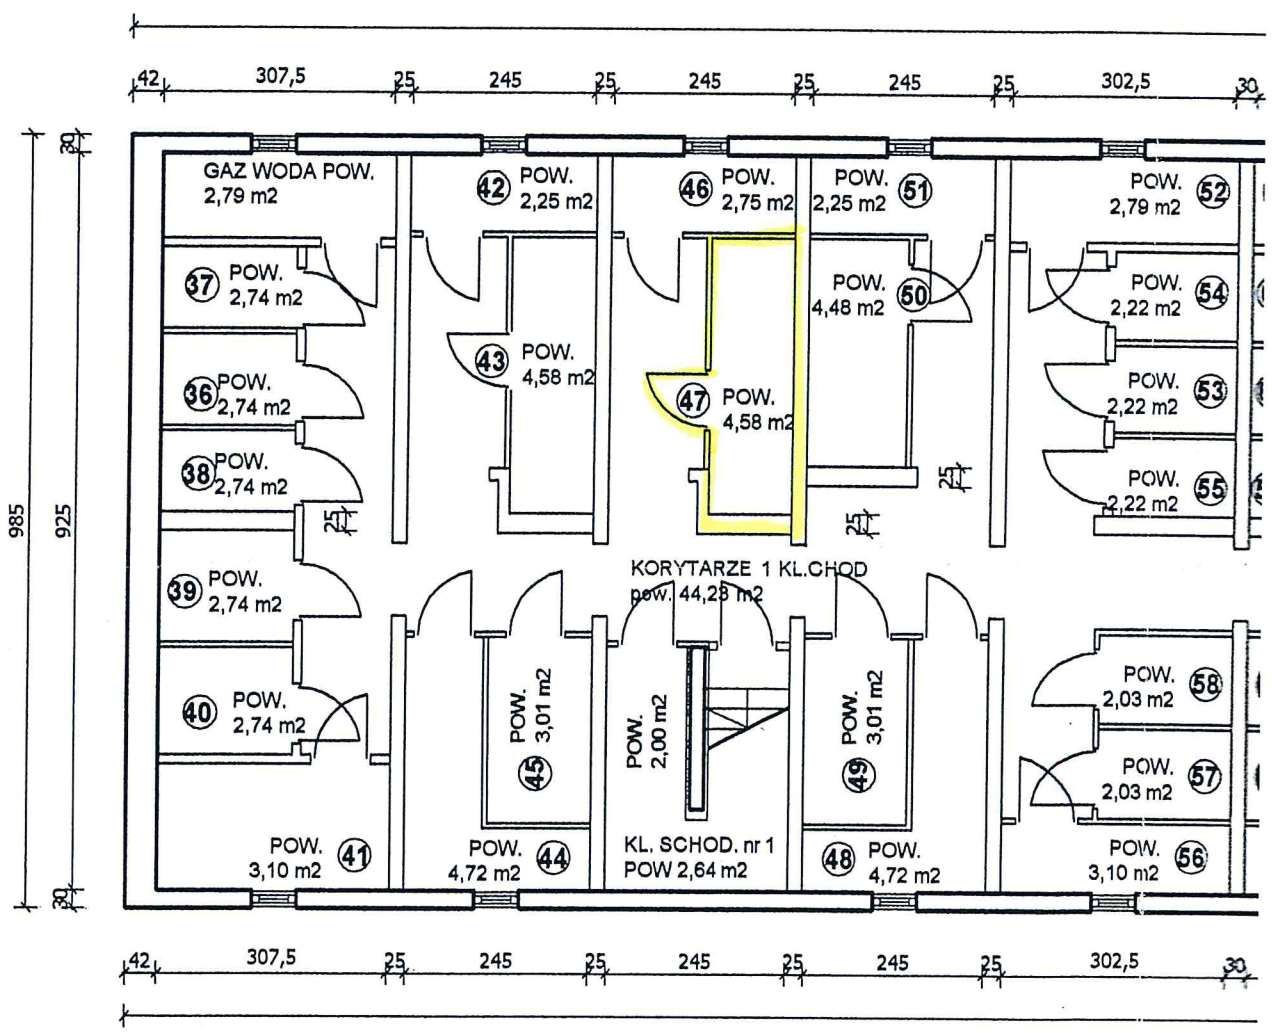 42 307,5 25 245 25 245 25 245 25 302,5 30
30
985
925
30
GAZ WODA POW.
2,79 m2
42 POW.
2,25 m2
46 POW.
2,75 m2
POW. 51
2,25 m2
POW. 52
2,79 m2
37 POW.
2,74 m2
POW. 50
4,48 m2
POW. 54
2,22 m2
43 POW.
4,58 m2
36 POW.
2,74 m2
47 POW.
4,58 m2
POW. 53
2,22 m2
38 POW.
2,74 m2
25
POW. 55
2,22 m2
25
25
39 POW.
2,74 m2
KORYTARZE 1 KL.CHOD
pow. 44,23 m2
40 POW.
2,74 m2
45 POW.
3,01 m2
POW.
2,00 m2
49 POW.
3,01 m2
POW. 58
2,03 m2
POW. 57
2,03 m2
POW. 41
3,10 m2
POW. 44
4,72 m2
KL. SCHOD. nr 1
POW 2,64 m2
48 POW.
4,72 m2
POW. 56
3,10 m2
42 307,5 25 245 25 245 25 245 25 302,5 30